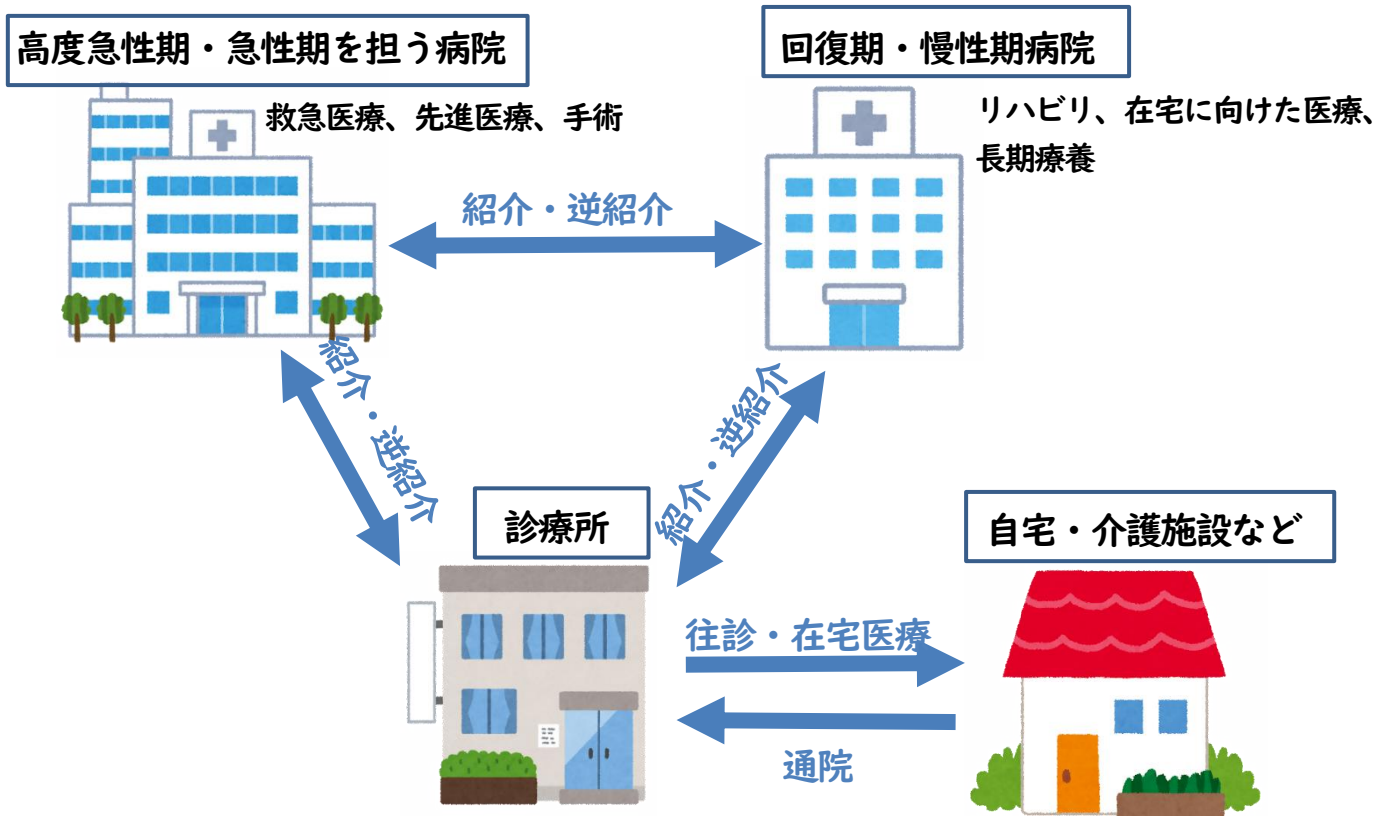 高度急性期・急性期を担う病院
救急医療、先進医療、手術
回復期・慢性期病院
リハビリ、在宅に向けた医療、
長期療養
紹介・逆紹介
紹介・逆紹介
紹介・逆紹介
診療所
自宅・介護施設など
往診・在宅医療
通院